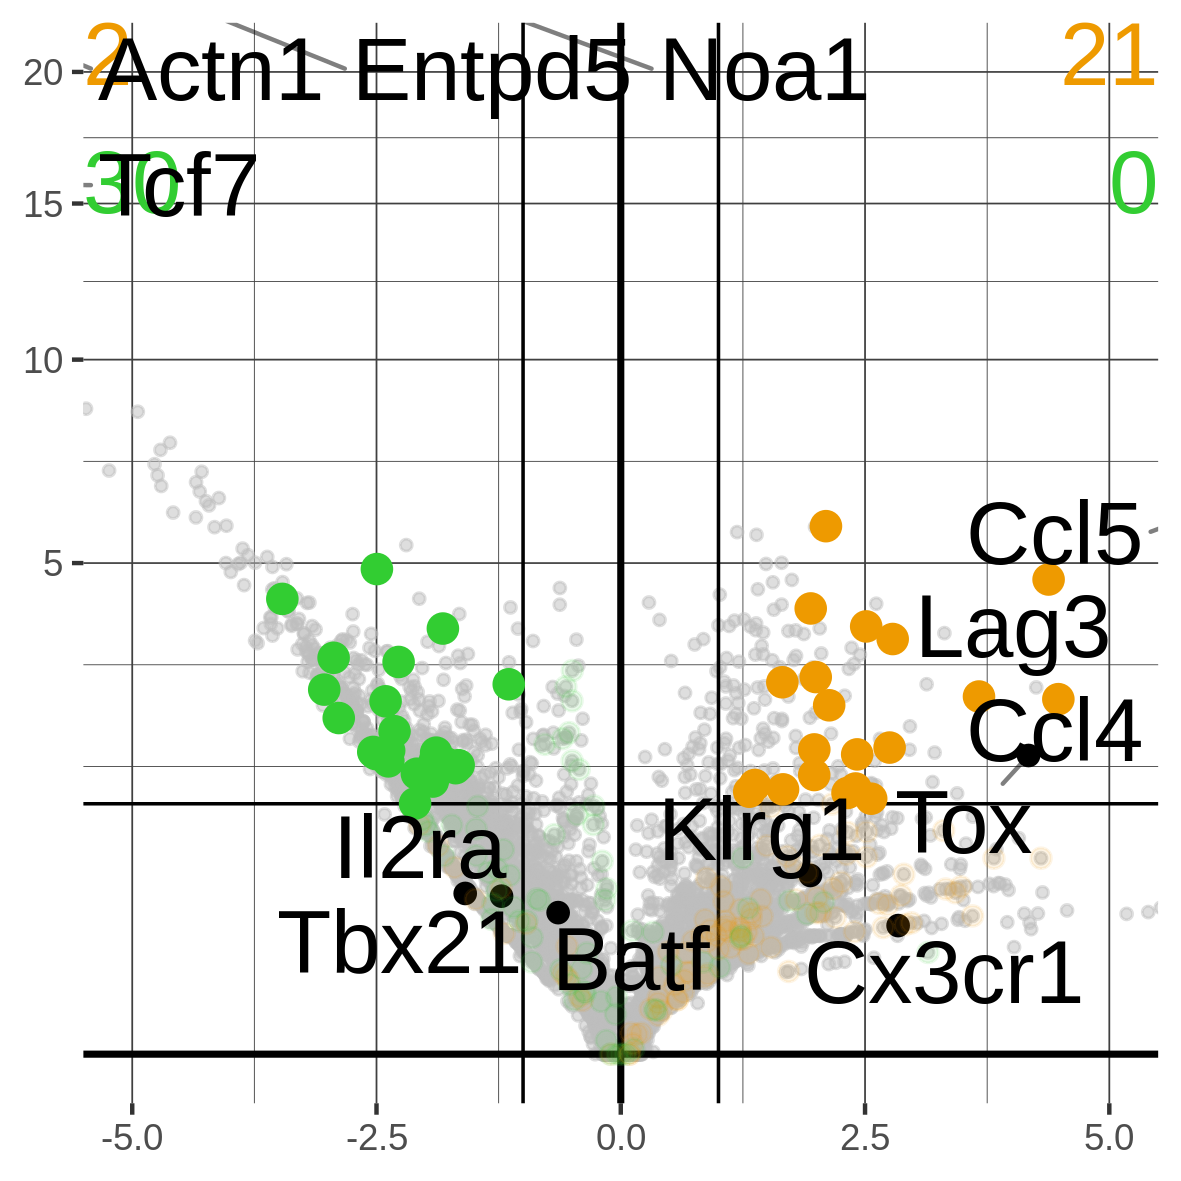 2 Actn1 Entpd5 Noa1 21
20
30 Tcf7 0
15
10
5
Ccl5
Lag3
Ccl4
Klrg1 Tox
Il2ra
Tbx21 Batf Cx3cr1
-5.0 -2.5 0.0 2.5 5.0